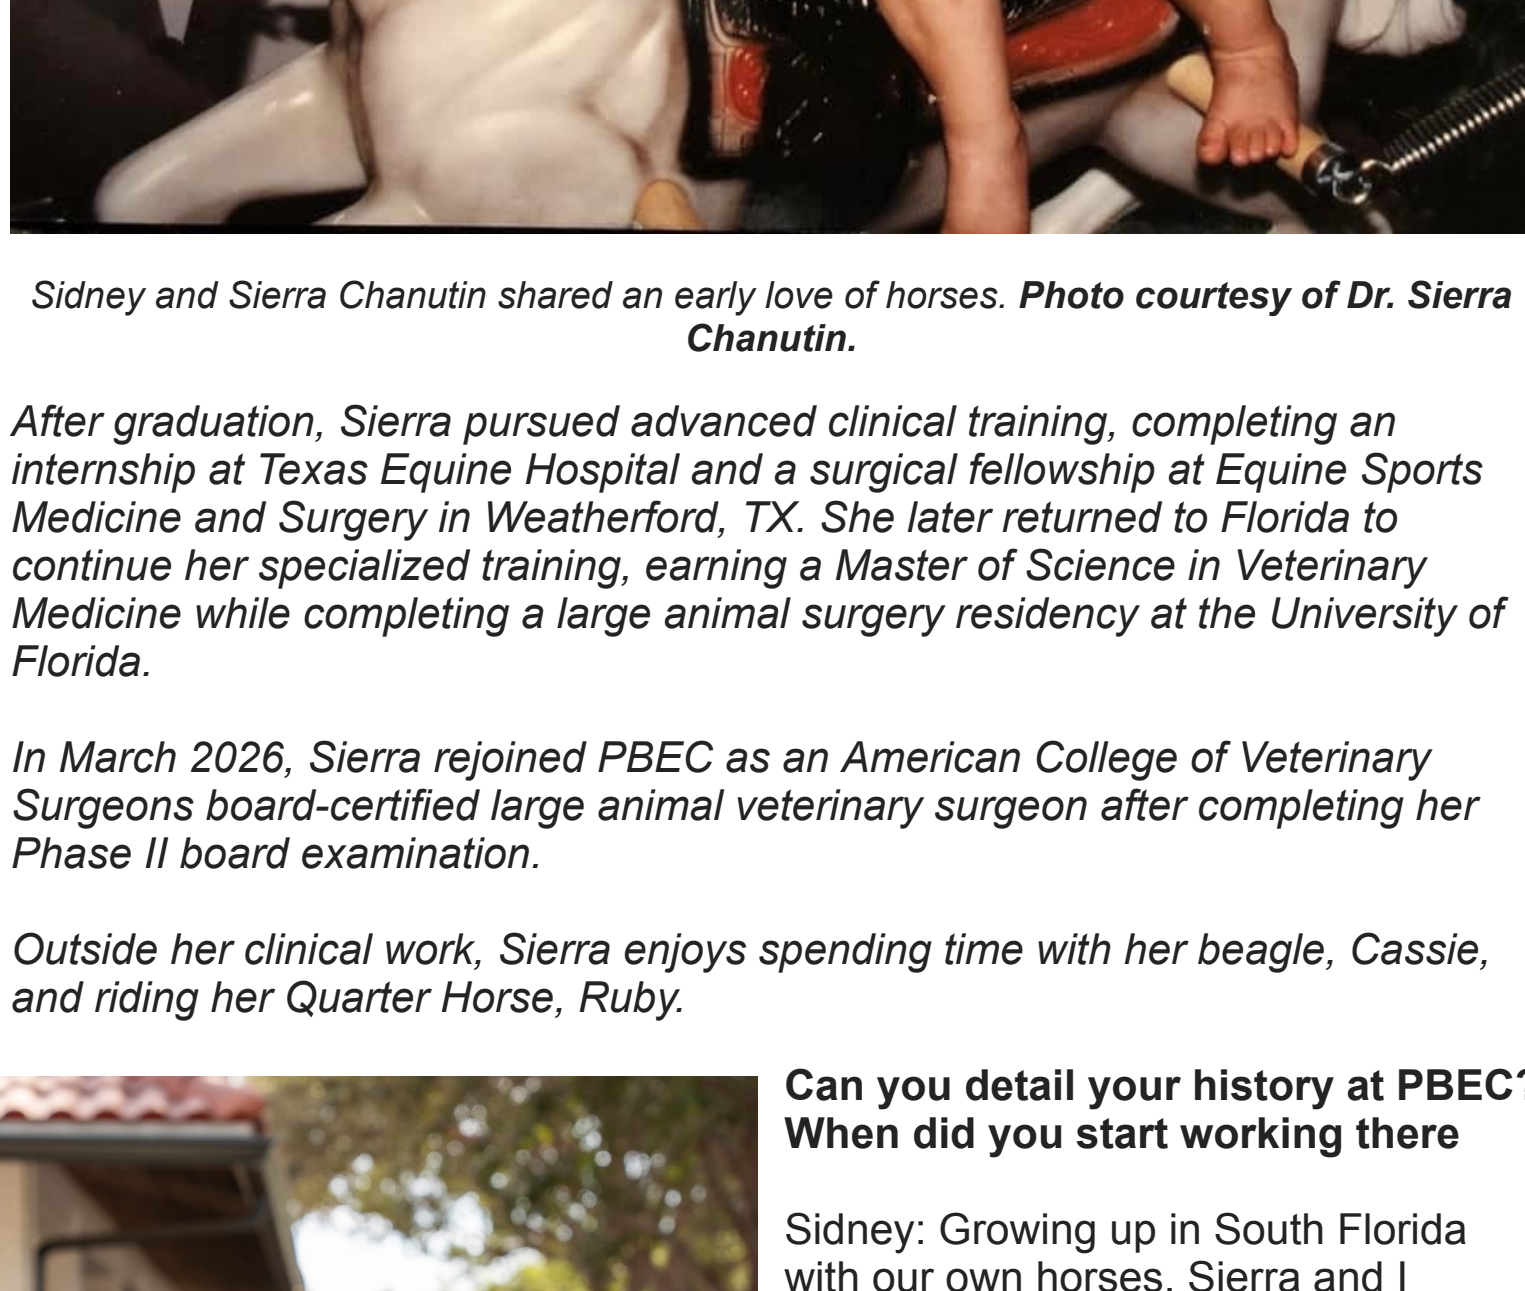 Sidney and Sierra Chanutin shared an early love of horses. Photo courtesy of Dr. Sierra
Chanutin.
After graduation, Sierra pursued advanced clinical training, completing an
internship at Texas Equine Hospital and a surgical fellowship at Equine Sports
Medicine and Surgery in Weatherford, TX. She later returned to Florida to
continue her specialized training, earning a Master of Science in Veterinary
Medicine while completing a large animal surgery residency at the University of
Florida.
In March 2026, Sierra rejoined PBEC as an American College of Veterinary
Surgeons board-certified large animal veterinary surgeon after completing her
Phase II board examination.
Outside her clinical work, Sierra enjoys spending time with her beagle, Cassie,
and riding her Quarter Horse, Ruby.
Can you detail your history at PBEC?
When did you start working there
Sidney: Growing up in South Florida
with our own horses, Sierra and I